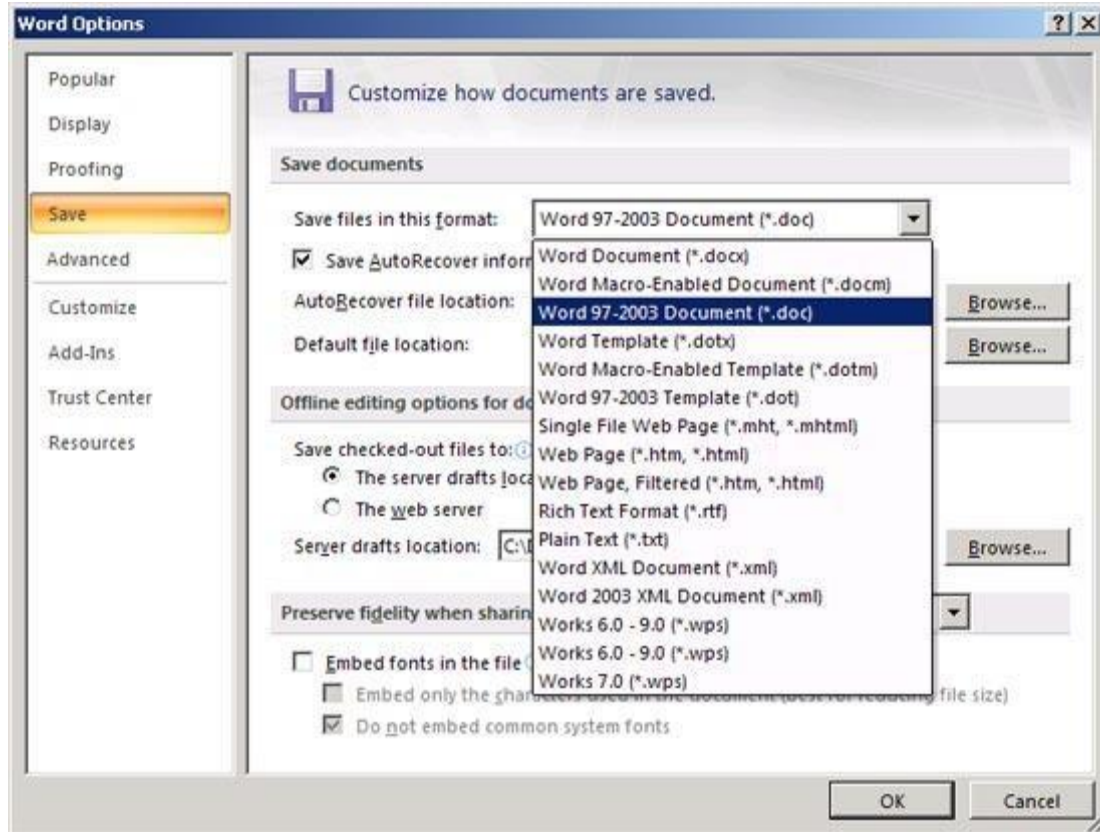 Word Options
Popular
Display
Proofing
Save
Advanced
Customize
Add-Ins
Trust Center
Resources
Customize how documents are saved.
Save documents
Save files in this format: Word 97-2003 Document (*.doc)
Save AutoRecover inform
AutoRecover file location: Browse...
Default file location: Browse...
Word Document (*.docx)
Word Macro-Enabled Document (*.docm)
Word 97-2003 Document (*.doc)
Word Template (*.dotx)
Word Macro-Enabled Template (*.dotm)
Word 97-2003 Template (*.dot)
Single File Web Page (*.mht, *.mhtml)
Web Page (*.htm, *.html)
Web Page, Filtered (*.htm, *.html)
Rich Text Format (*.rtf)
Plain Text (*.txt)
Word XML Document (*.xml)
Word 2003 XML Document (*.xml)
Works 6.0 - 9.0 (*.wps)
Works 6.0 - 9.0 (*.wps)
Works 7.0 (*.wps)
Offline editing options for do
Save checked-out files to:
The server drafts loca
The web server
Server drafts location: C:\ Browse...
Preserve fidelity when sharin
Embed fonts in the file
Embed only the characters used in the document (best for reducing file size)
Do not embed common system fonts
OK Cancel